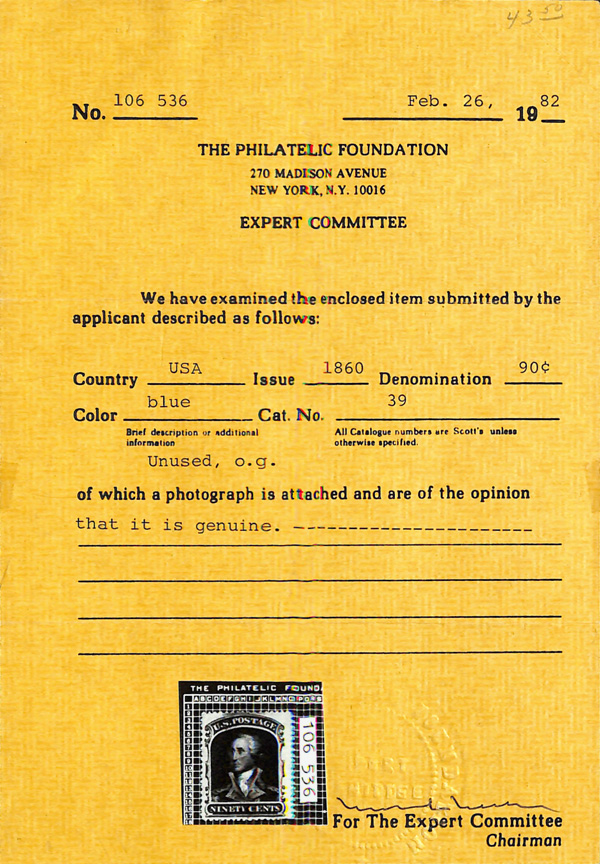 43 50
No. 106 536 Feb. 26, 1982
THE PHILATELIC FOUNDATION
270 MADISON AVENUE
NEW YORK, N.Y. 10016
EXPERT COMMITTEE
We have examined the enclosed item submitted by the
applicant described as follows:
Country USA Issue 1860 Denomination 90¢
Color blue Cat. No. 39
Brief description or additional information
All Catalogue numbers are Scott's unless otherwise specified.
Unused, o.g.
of which a photograph is attached and are of the opinion
that it is genuine. ----------------------
THE PHILATELIC FOUND
ABCDEFGHIJKLMNOPQRS
U.S. POSTAGE
106 536
NINETY CENTS
For The Expert Committee
Chairman